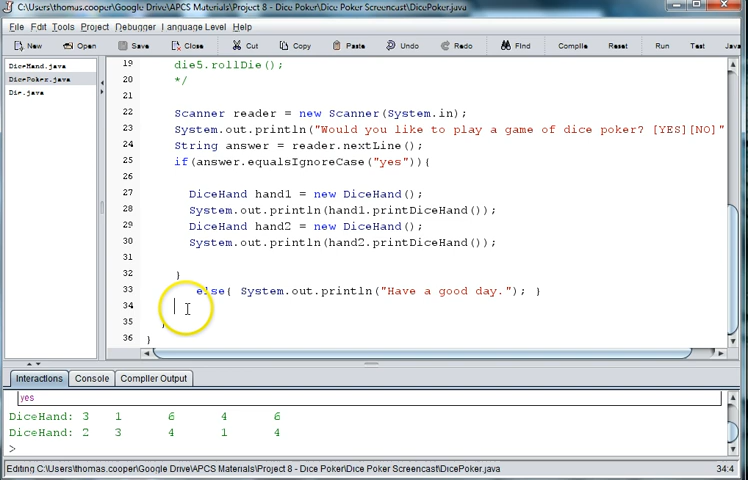 C:\Users\thomas.cooper\Google Drive\APCS Materials\Project 8 - Dice Poker\Dice Poker Screencast\DicePoker.java
File Edit Tools Project Debugger Language Level Help
New Open Save Close Cut Copy Paste Undo Redo Find Compile Reset Run Test Java
DiceHand.java
DicePoker.java
Die.java
19 die5.rollDie();
20 */
21
22 Scanner reader = new Scanner(System.in);
23 System.out.println("Would you like to play a game of dice poker? [YES][NO]"
24 String answer = reader.nextLine();
25 if(answer.equalsIgnoreCase("yes")){
26
27 DiceHand hand1 = new DiceHand();
28 System.out.println(hand1.printDiceHand());
29 DiceHand hand2 = new DiceHand();
30 System.out.println(hand2.printDiceHand());
31
32 }
33 else{ System.out.println("Have a good day."); }
34
35 }
36 }
Interactions Console Compiler Output
yes
DiceHand: 3 1 6 4 6
DiceHand: 2 3 4 1 4
>
Editing C:\Users\thomas.cooper\Google Drive\APCS Materials\Project 8 - Dice Poker\Dice Poker Screencast\DicePoker.java 34:4